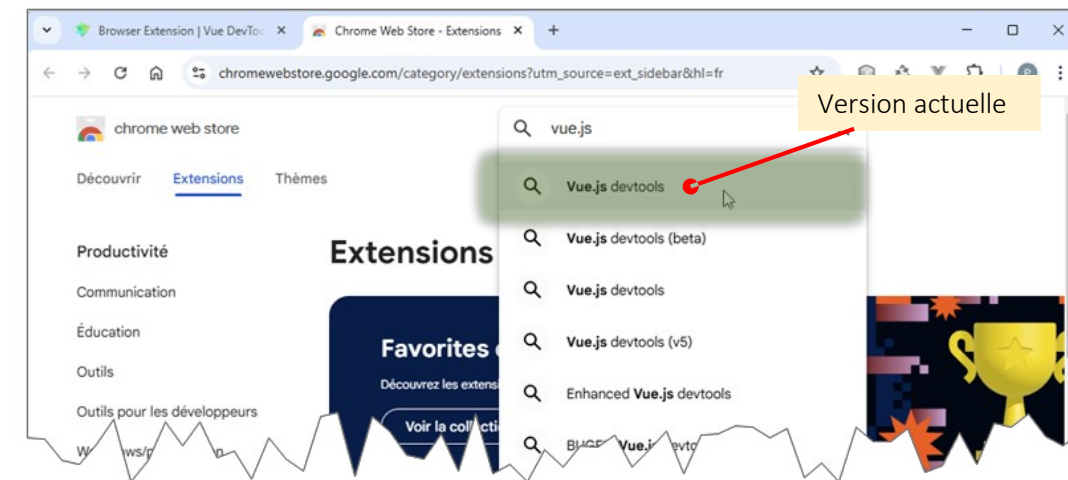 Browser Extension | Vue DevToo
Chrome Web Store - Extensions
chromewebstore.google.com/category/extensions?utm_source=ext_sidebar&hl=fr
P
Version actuelle
chrome web store
vue.js
Découvrir Extensions Thèmes
Vue.js devtools
Vue.js devtools (beta)
Productivité
Extensions
Communication
Vue.js devtools
Éducation
Favorites
Vue.js devtools (v5)
Outils
Découvrez les extensi
Enhanced Vue.js devtools
Outils pour les développeurs
Voir la collecti